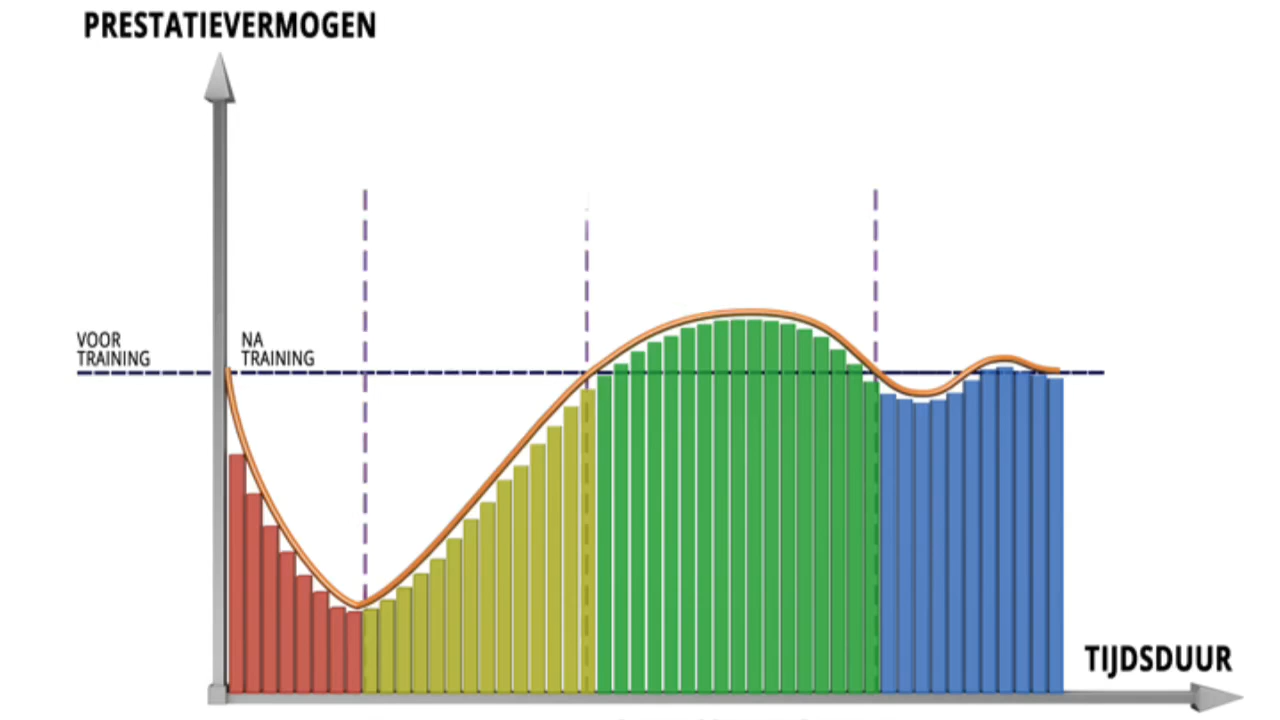 PRESTATIEVERMOGEN
VOOR
TRAINING
NA
TRAINING
TIJDSDUUR